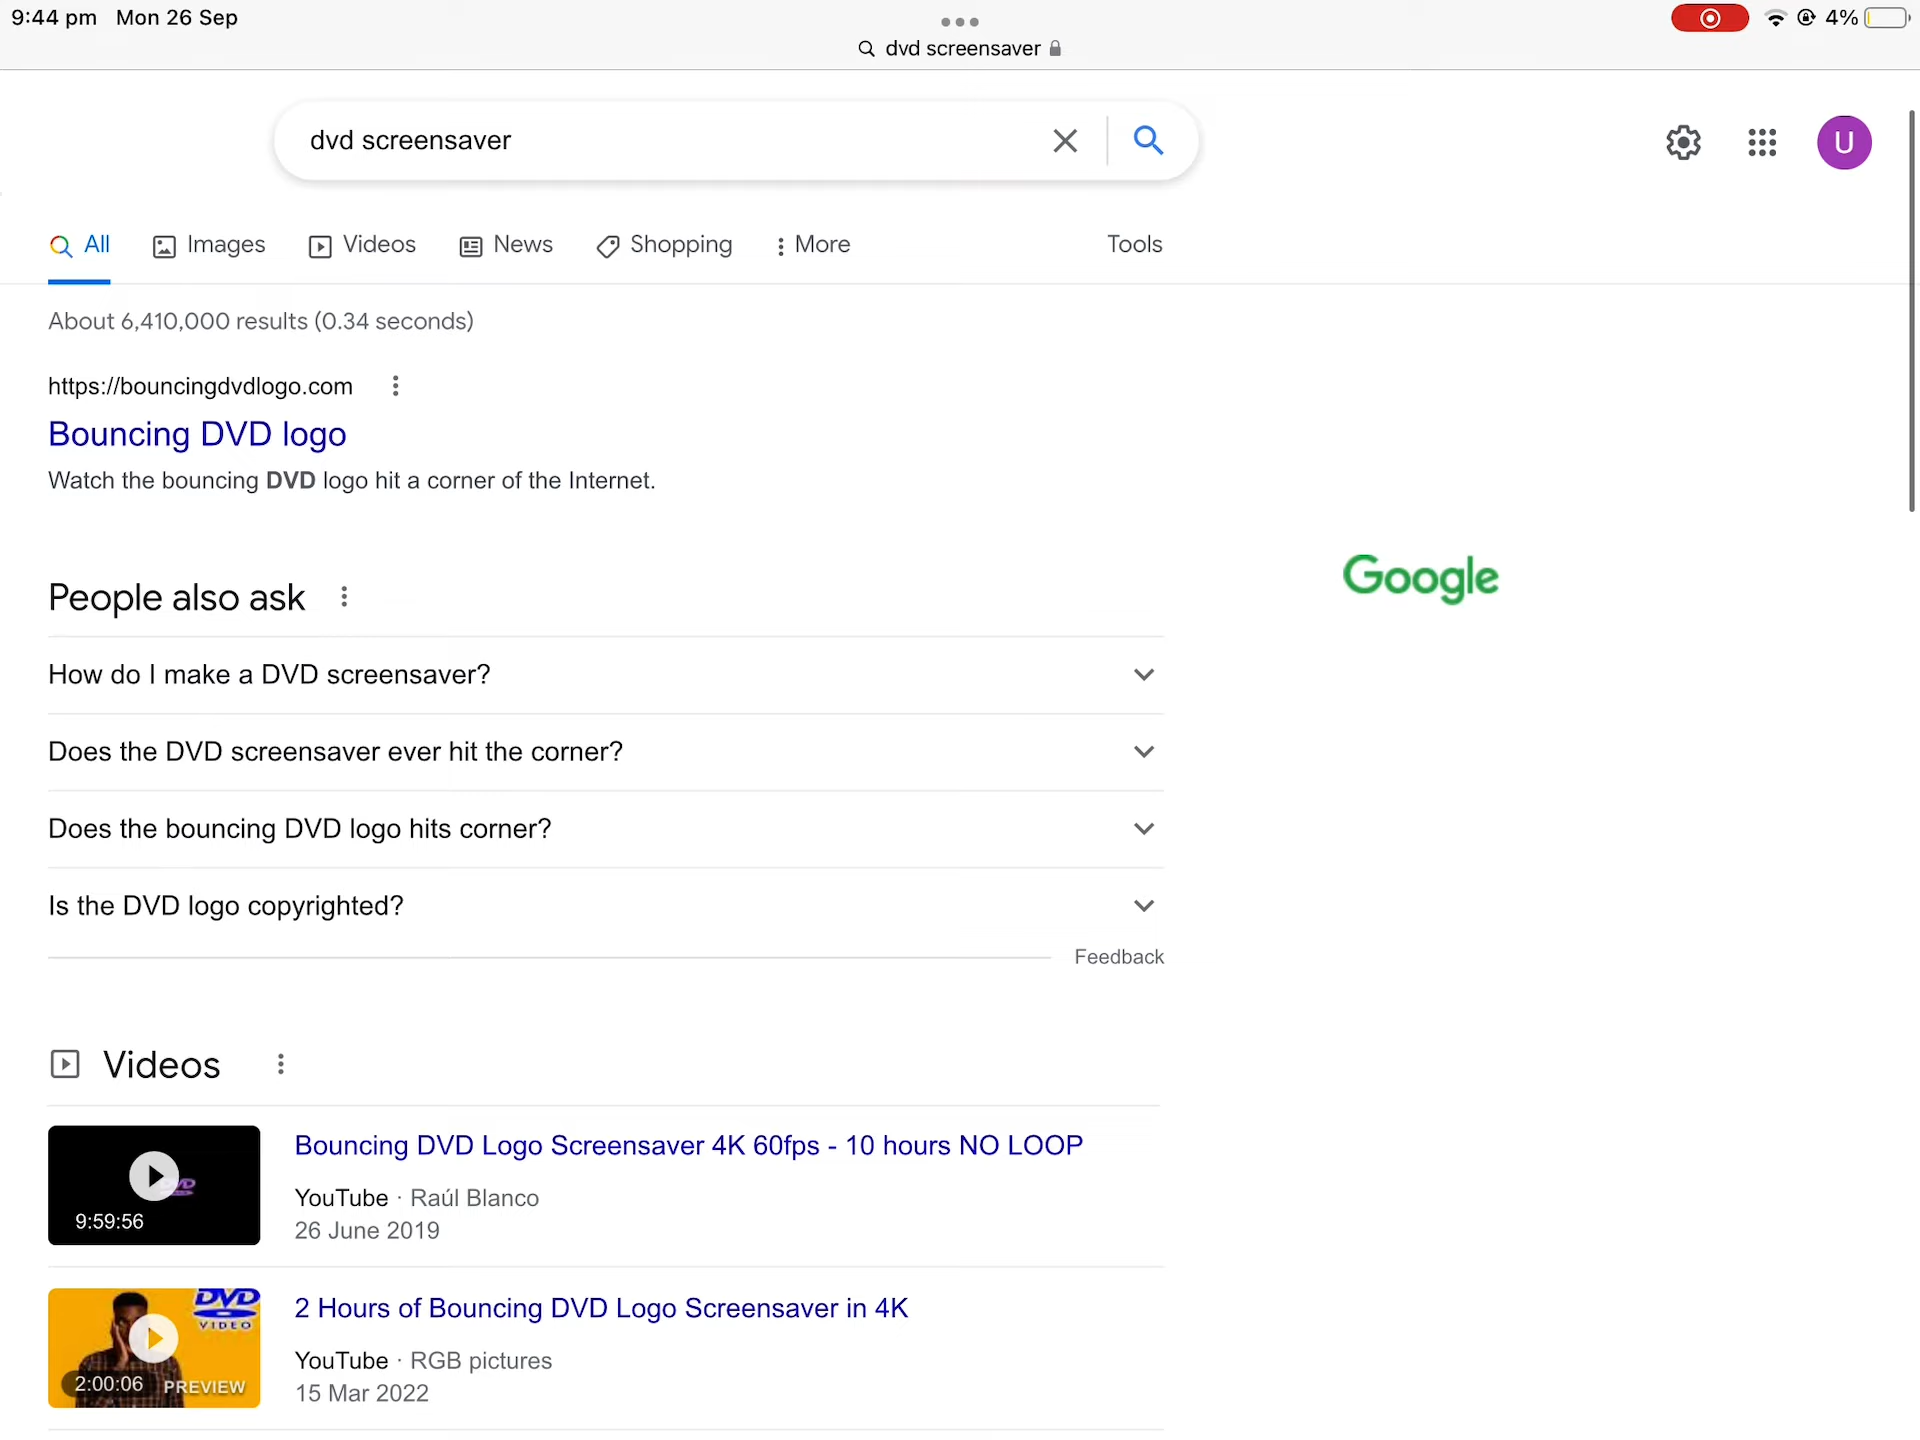 9:44 pm Mon 26 Sep
4%
dvd screensaver
dvd screensaver
U
All Images Videos News Shopping More Tools
About 6,410,000 results (0.34 seconds)
https://bouncingdvdlogo.com
Bouncing DVD logo
Watch the bouncing DVD logo hit a corner of the Internet.
Google
People also ask
How do I make a DVD screensaver?
Does the DVD screensaver ever hit the corner?
Does the bouncing DVD logo hits corner?
Is the DVD logo copyrighted?
Feedback
Videos
9:59:56
Bouncing DVD Logo Screensaver 4K 60fps - 10 hours NO LOOP
YouTube · Raúl Blanco
26 June 2019
DVD
VIDEO
2:00:06 PREVIEW
2 Hours of Bouncing DVD Logo Screensaver in 4K
YouTube · RGB pictures
15 Mar 2022